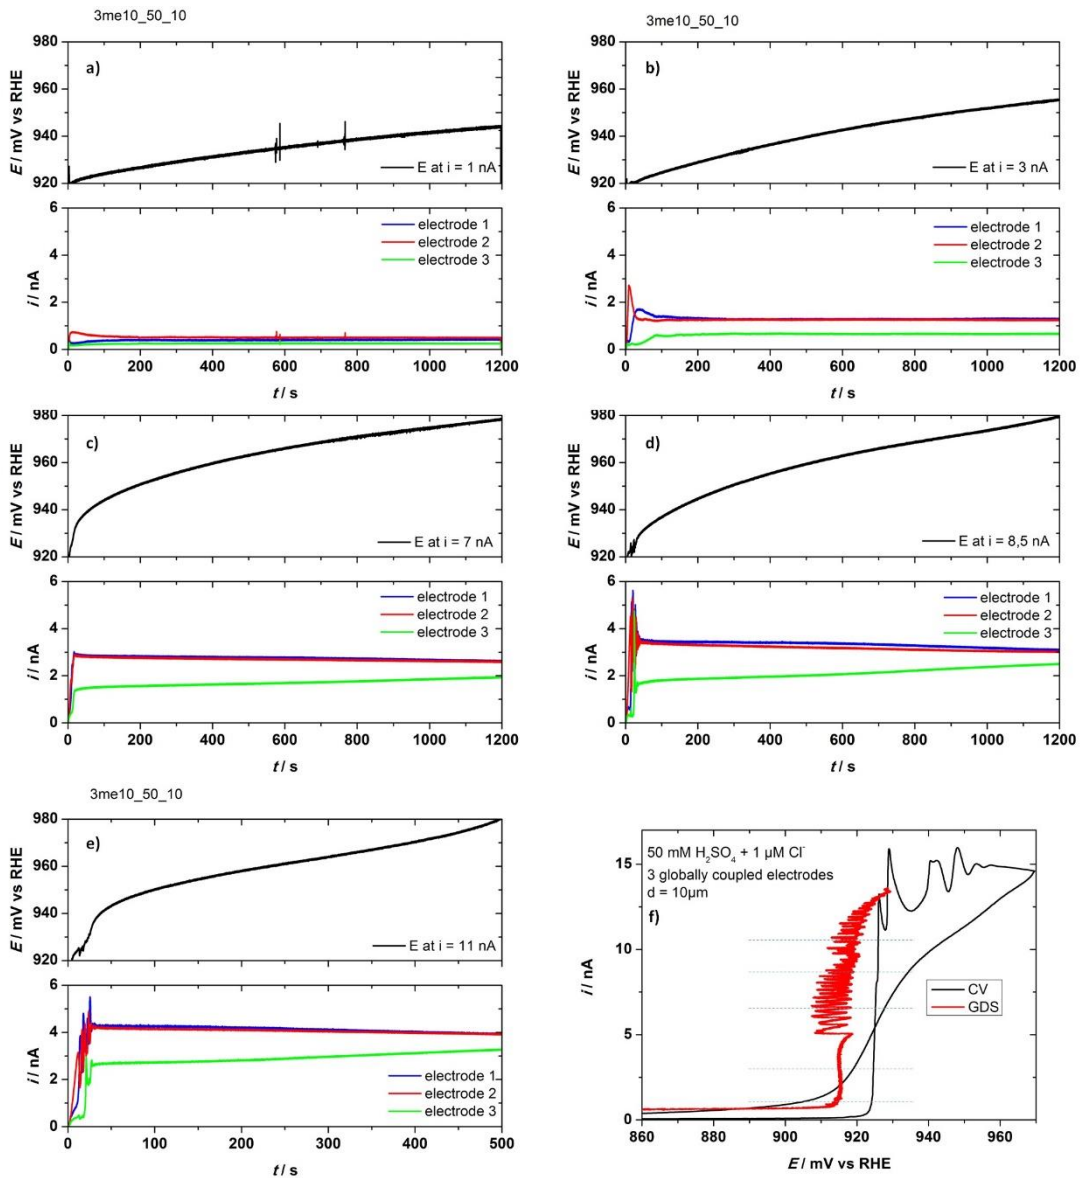 3me10_50_10
980
960
940
920
E / mV vs RHE
a)
E at i = 1 nA
6
4
2
0
i / nA
electrode 1
electrode 2
electrode 3
0 200 400 600 800 1000 1200
t / s
3me10_50_10
980
960
940
920
E / mV vs RHE
b)
E at i = 3 nA
6
4
2
0
i / nA
electrode 1
electrode 2
electrode 3
0 200 400 600 800 1000 1200
t / s
980
960
940
920
E / mV vs RHE
c)
E at i = 7 nA
6
4
2
0
i / nA
electrode 1
electrode 2
electrode 3
0 200 400 600 800 1000 1200
t / s
980
960
940
920
E / mV vs RHE
d)
E at i = 8,5 nA
6
4
2
0
i / nA
electrode 1
electrode 2
electrode 3
0 200 400 600 800 1000 1200
t / s
3me10_50_10
980
960
940
920
E / mV vs RHE
e)
E at i = 11 nA
6
4
2
0
i / nA
electrode 1
electrode 2
electrode 3
0 100 200 300 400 500
t / s
15
10
5
0
i / nA
50 mM H₂SO₄ + 1 µM Cl⁻
3 globally coupled electrodes
d = 10µm
f)
CV
GDS
860 880 900 920 940 960
E / mV vs RHE